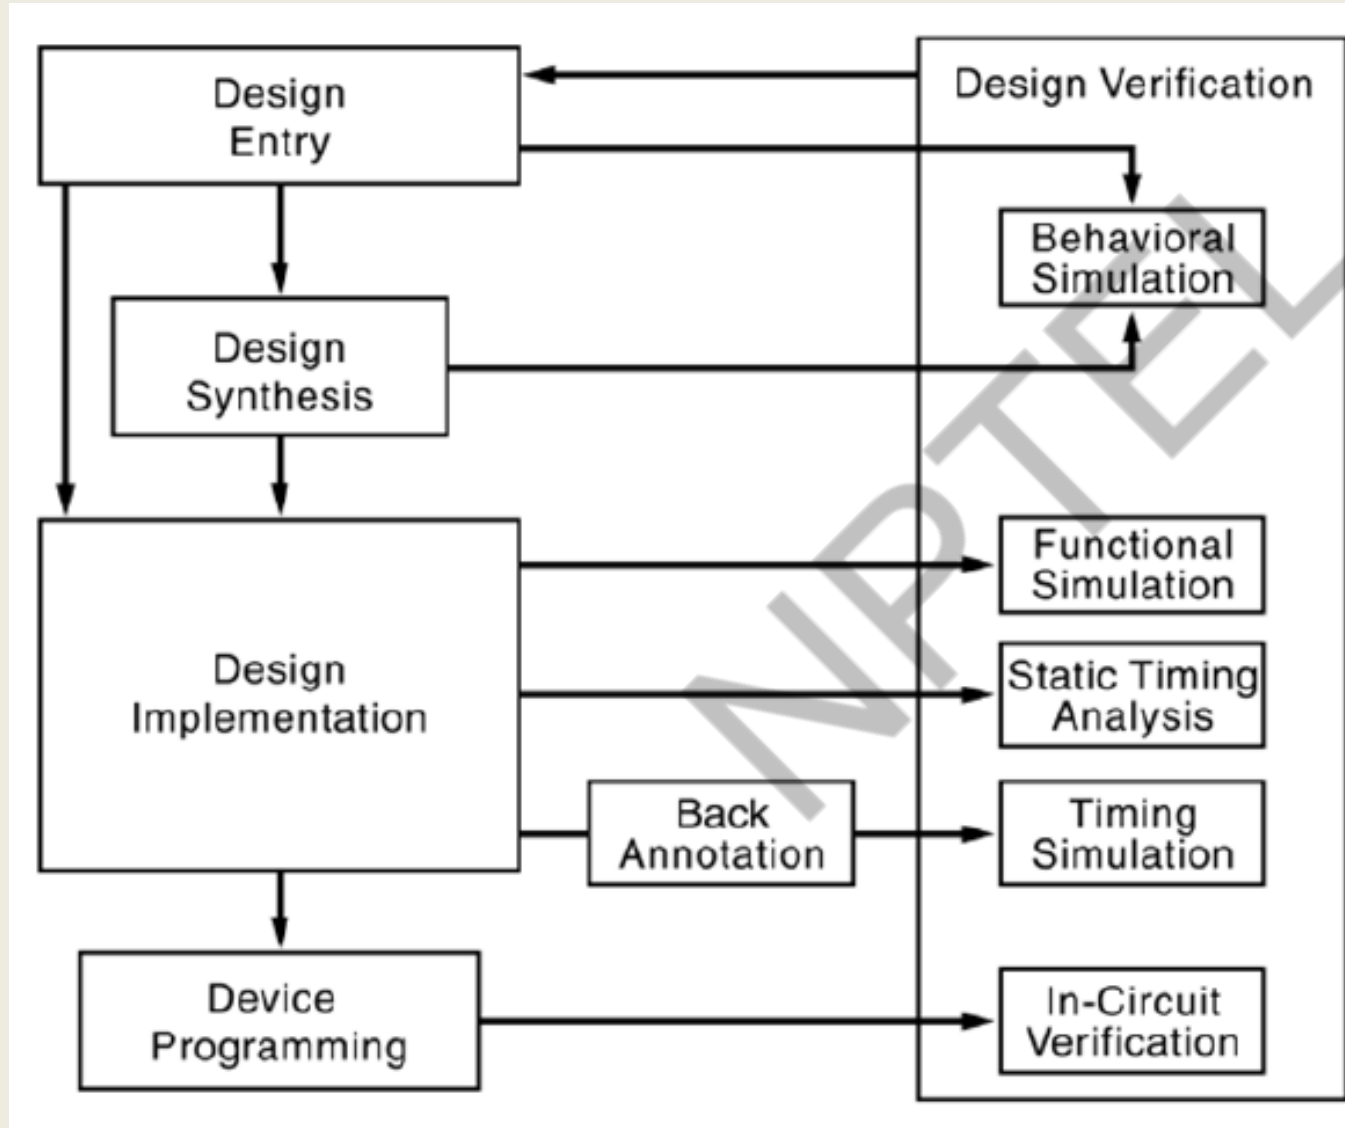 Design
Entry
Design Verification
Behavioral
Simulation
Design
Synthesis
Functional
Simulation
Design
Implementation
Static Timing
Analysis
Back
Annotation
Timing
Simulation
Device
Programming
In-Circuit
Verification
NPTEL